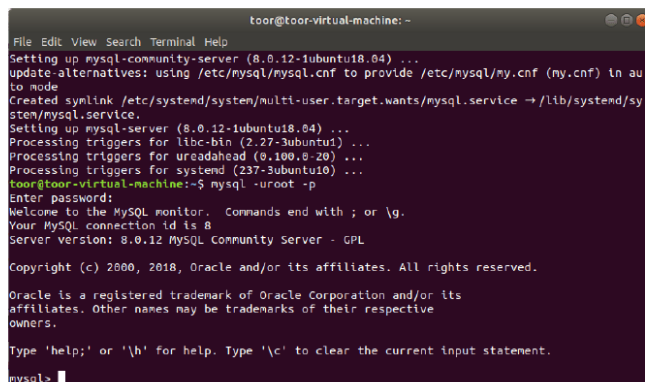 toor@toor-virtual-machine: ~
File Edit View Search Terminal Help
Setting up mysql-community-server (8.0.12-1ubuntu18.04) ...
update-alternatives: using /etc/mysql/mysql.cnf to provide /etc/mysql/my.cnf (my.cnf) in au
to mode
Created symlink /etc/systemd/system/multi-user.target.wants/mysql.service → /lib/systemd/sy
stem/mysql.service.
Setting up mysql-server (8.0.12-1ubuntu18.04) ...
Processing triggers for libc-bin (2.27-3ubuntu1) ...
Processing triggers for ureadahead (0.100.0-20) ...
Processing triggers for systemd (237-3ubuntu10) ...
toor@toor-virtual-machine:~$ mysql -uroot -p
Enter password:
Welcome to the MySQL monitor.  Commands end with ; or \g.
Your MySQL connection id is 8
Server version: 8.0.12 MySQL Community Server - GPL
Copyright (c) 2000, 2018, Oracle and/or its affiliates. All rights reserved.
Oracle is a registered trademark of Oracle Corporation and/or its
affiliates. Other names may be trademarks of their respective
owners.
Type 'help;' or '\h' for help. Type '\c' to clear the current input statement.
mysql>